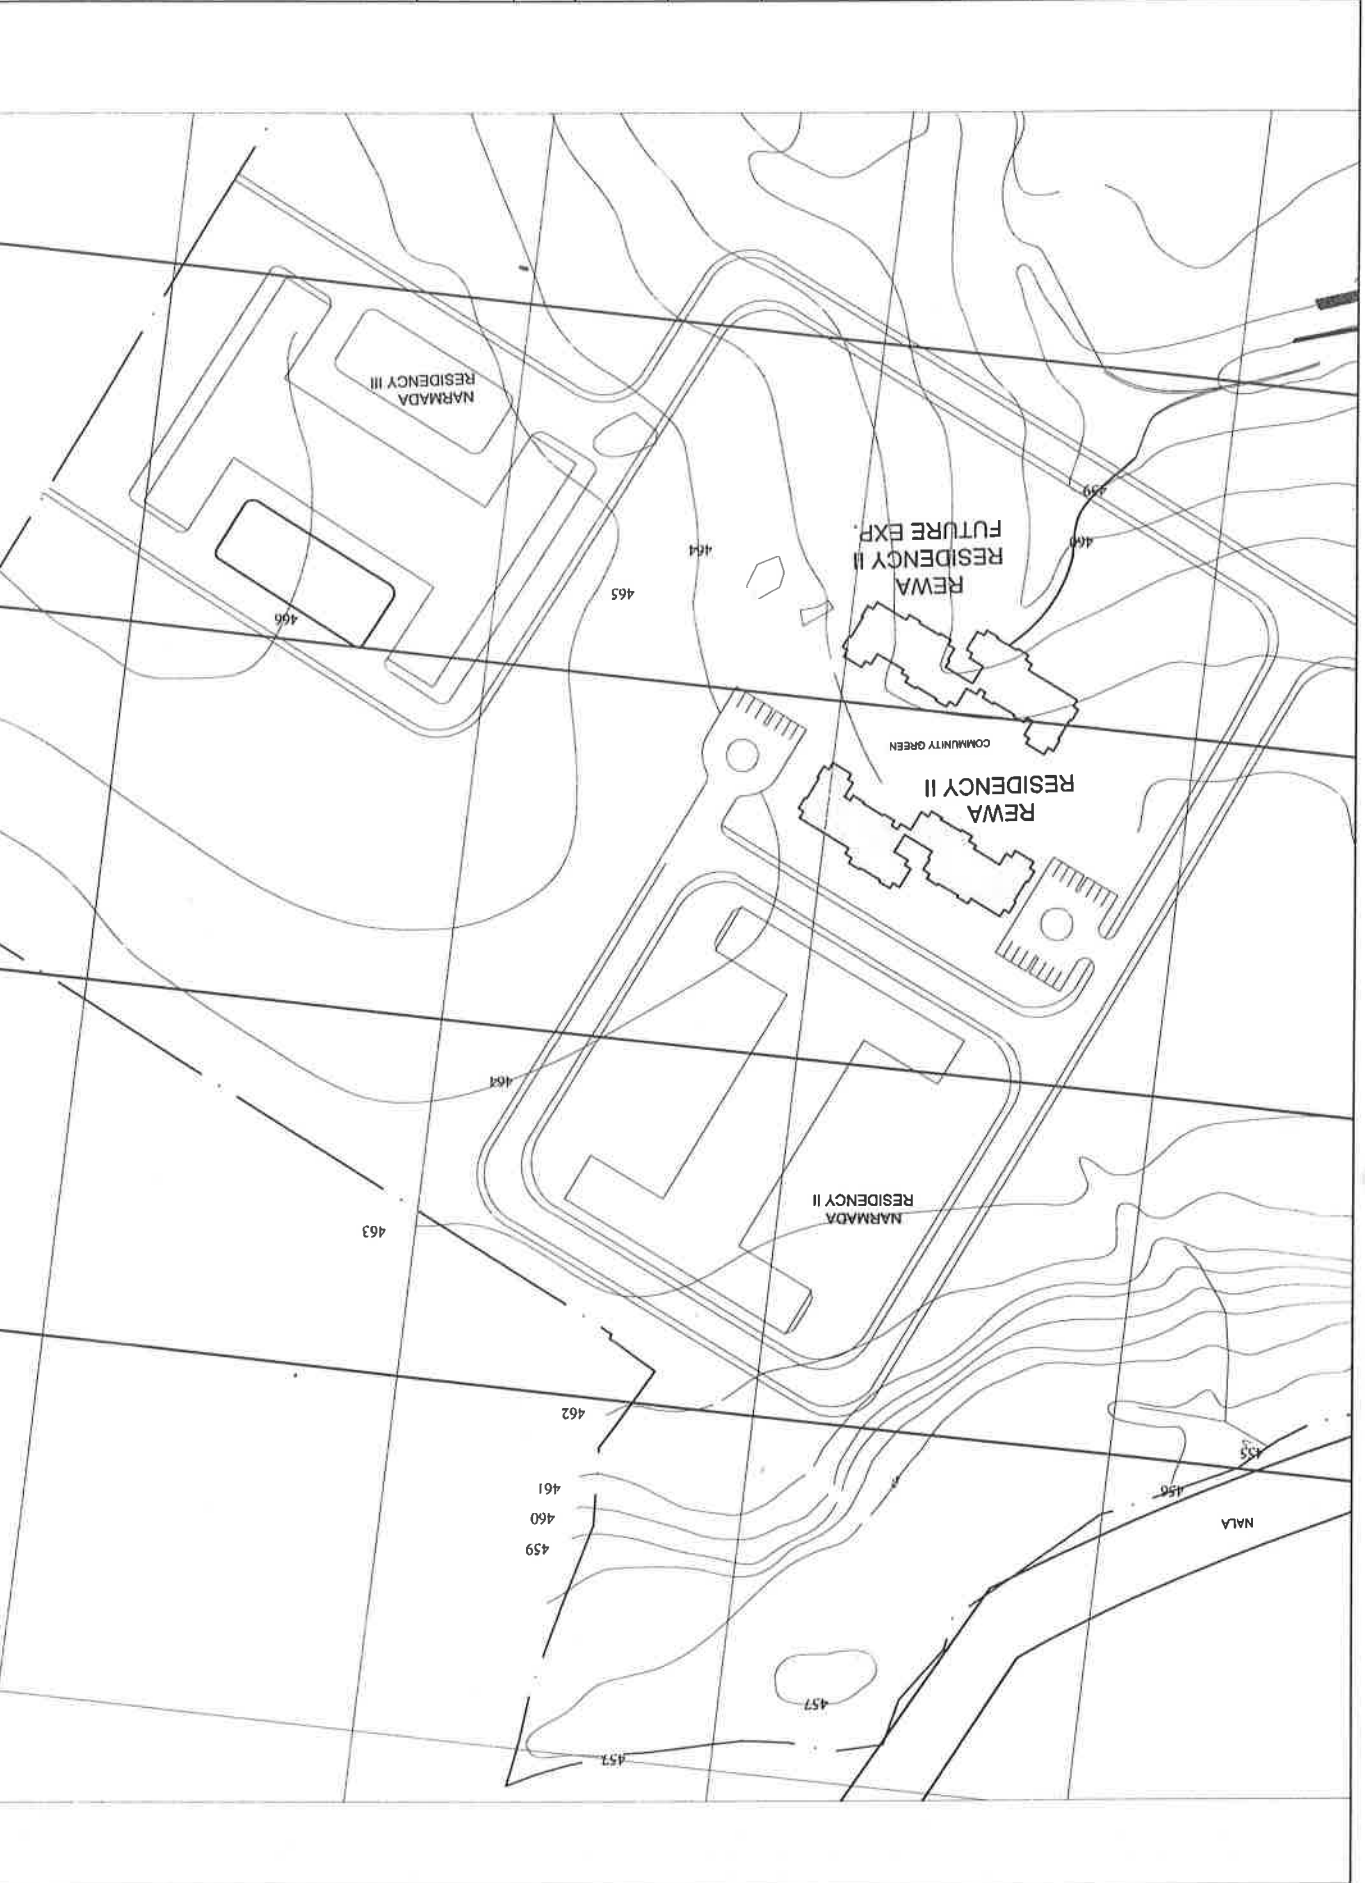 457
457
459
NALA
460
456
461
455
462
463
NARMADA
RESIDENCY II
464
REWA
RESIDENCY II
COMMUNITY GREEN
466
465
REWA
RESIDENCY II
FUTURE EXP.
464
460
459
NARMADA
RESIDENCY III